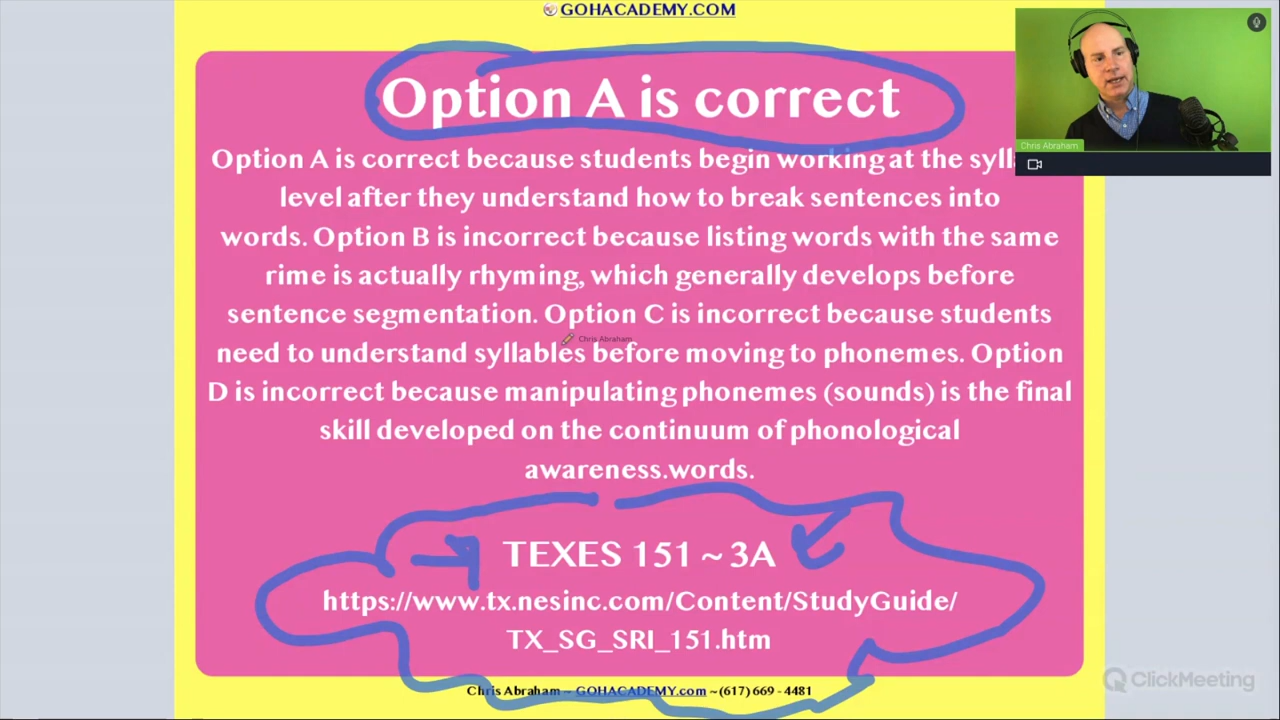 GOHACADEMY.COM
Option A is correct
Option A is correct because students begin working at the
level after they understand how to break sentences into
words. Option B is incorrect because listing words with the same
rime is actually rhyming, which generally develops before
sentence segmentation. Option C is incorrect because students
need to understand syllables before moving to phonemes. Option
D is incorrect because manipulating phonemes (sounds) is the final
skill developed on the continuum of phonological
awareness.words.
TEXES 151 ~ 3A
https://www.tx.nesinc.com/Content/StudyGuide/
TX_SG_SRI_151.htm
Chris Abraham ~ GOHACADEMY.com ~(617) 669 - 4481
Chris Abraham
Chris Abraham
ClickMeeting